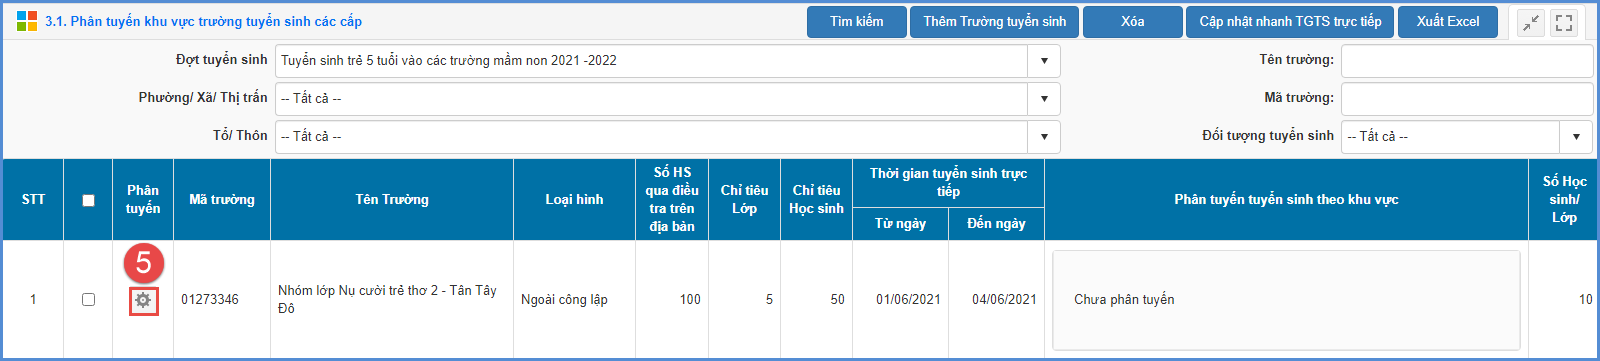 3.1. Phân tuyến khu vực trường tuyển sinh các cấp
Tìm kiếm
Thêm Trường tuyển sinh
Xóa
Cập nhật nhanh TGTS trực tiếp
Xuất Excel
Đợt tuyển sinh
Tuyển sinh trẻ 5 tuổi vào các trường mầm non 2021 -2022
Tên trường:
Phường/ Xã/ Thị trấn
-- Tất cả --
Mã trường:
Tổ/ Thôn
-- Tất cả --
Đối tượng tuyển sinh
-- Tất cả --
STT
Phân
tuyến
Mã trường
Tên Trường
Loại hình
Số HS
qua điều
tra trên
địa bàn
Chỉ tiêu
Lớp
Chỉ tiêu
Học sinh
Thời gian tuyển sinh trực
tiếp
Từ ngày
Đến ngày
Phân tuyến tuyển sinh theo khu vực
Số Học
sinh/
Lớp
5
1
01273346
Nhóm lớp Nụ cười trẻ thơ 2 - Tân Tây
Đô
Ngoài công lập
100
5
50
01/06/2021
04/06/2021
Chưa phân tuyến
10